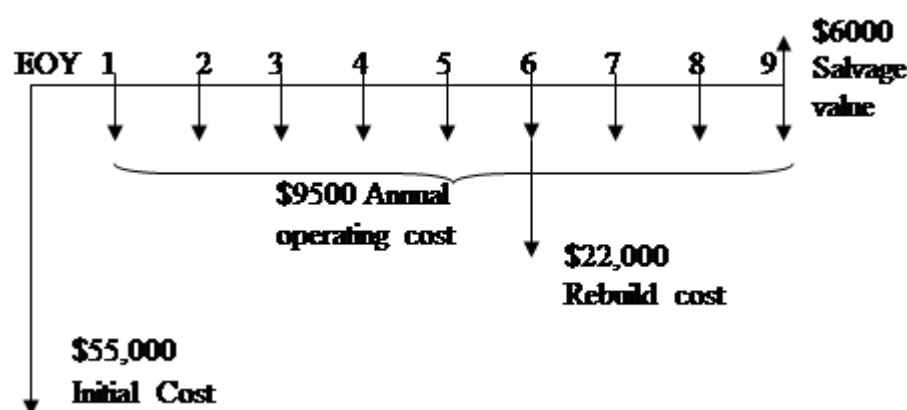 $6000
Salvage
value
EOY 1 2 3 4 5 6 7 8 9
$9500 Annual
operating cost
$22,000
Rebuild cost
$55,000
Initial Cost